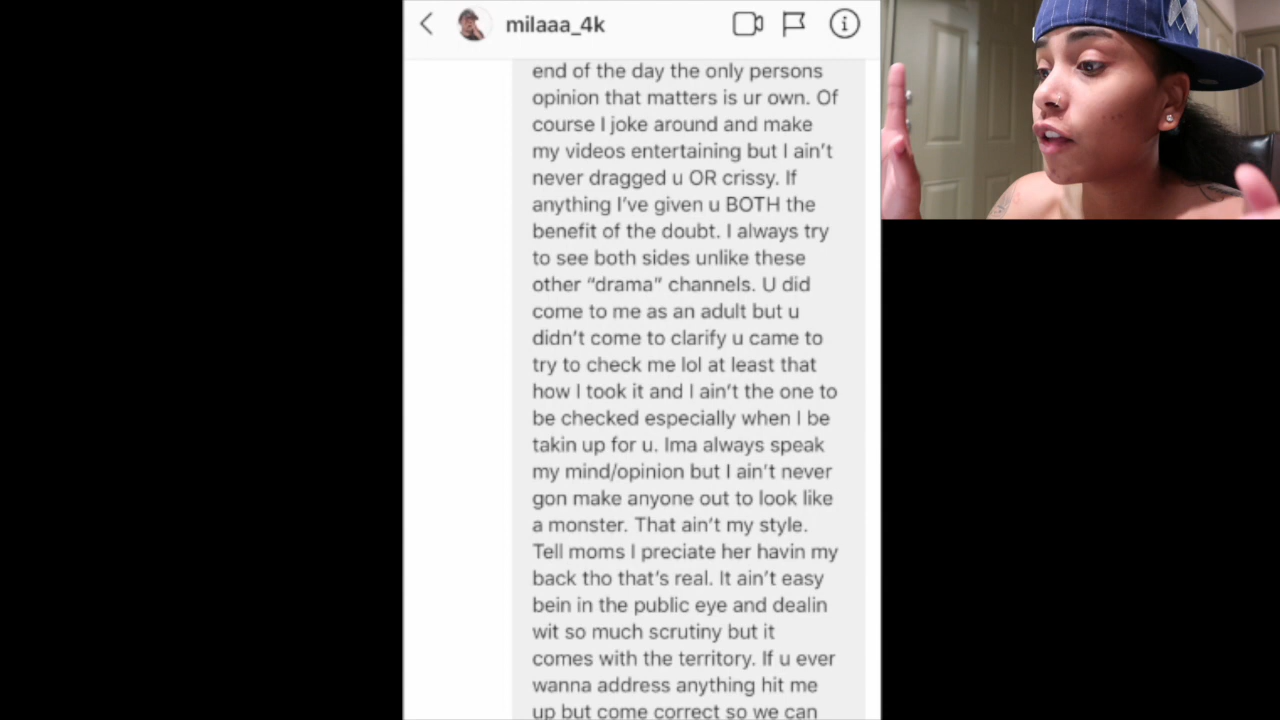 milaaa_4k
end of the day the only persons
opinion that matters is ur own. Of
course I joke around and make
my videos entertaining but I ain't
never dragged u OR crissy. If
anything I've given u BOTH the
benefit of the doubt. I always try
to see both sides unlike these
other “drama” channels. U did
come to me as an adult but u
didn't come to clarify u came to
try to check me lol at least that
how I took it and I ain't the one to
be checked especially when I be
takin up for u. Ima always speak
my mind/opinion but I ain't never
gon make anyone out to look like
a monster. That ain't my style.
Tell moms I preciate her havin my
back tho that's real. It ain't easy
bein in the public eye and dealin
wit so much scrutiny but it
comes with the territory. If u ever
wanna address anything hit me
up but come correct so we can